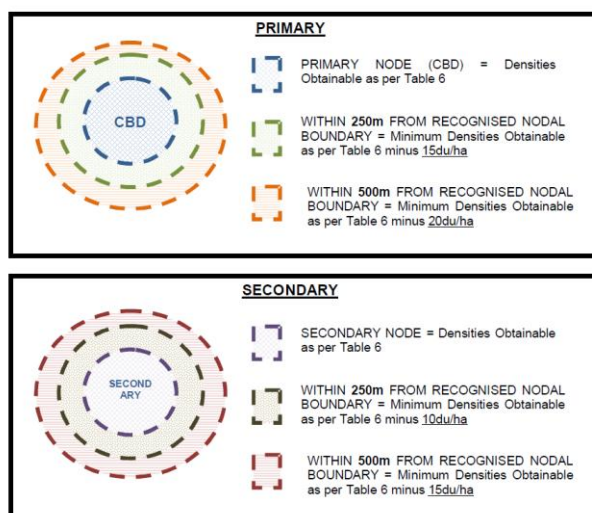 PRIMARY
CBD
PRIMARY NODE (CBD) = Densities
Obtainable as per Table 6
WITHIN 250m FROM RECOGNISED NODAL
BOUNDARY = Minimum Densities Obtainable
as per Table 6 minus 15du/ha
WITHIN 500m FROM RECOGNISED NODAL
BOUNDARY = Minimum Densities Obtainable
as per Table 6 minus 20du/ha
SECONDARY
SECOND
ARY
SECONDARY NODE = Densities Obtainable
as per Table 6
WITHIN 250m FROM RECOGNISED NODAL
BOUNDARY = Minimum Densities Obtainable
as per Table 6 minus 10du/ha
WITHIN 500m FROM RECOGNISED NODAL
BOUNDARY = Minimum Densities Obtainable
as per Table 6 minus 15du/ha